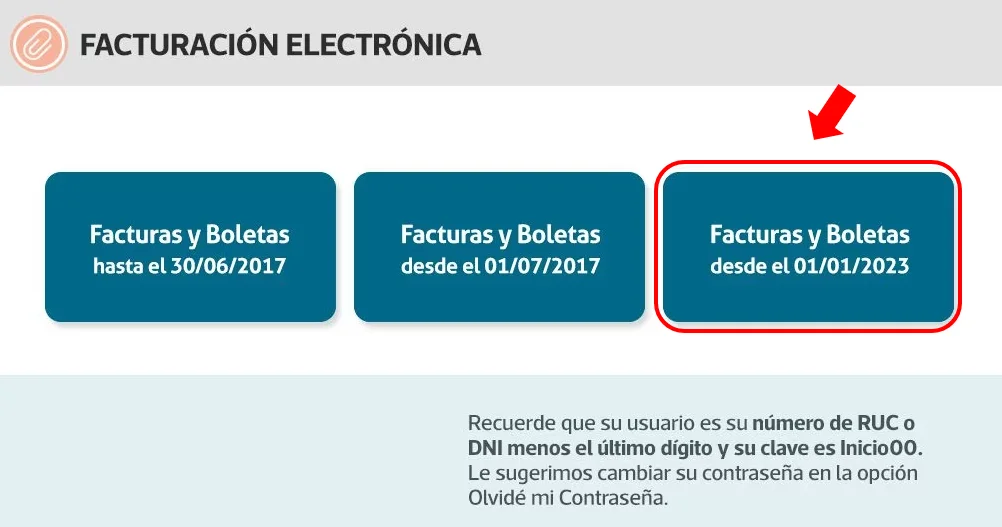 FACTURACIÓN ELECTRÓNICA
Facturas y Boletas
hasta el 30/06/2017
Facturas y Boletas
desde el 01/07/2017
Facturas y Boletas
desde el 01/01/2023
Recuerde que su usuario es su número de RUC o
DNI menos el último dígito y su clave es Inicio00.
Le sugerimos cambiar su contraseña en la opción
Olvidé mi Contraseña.